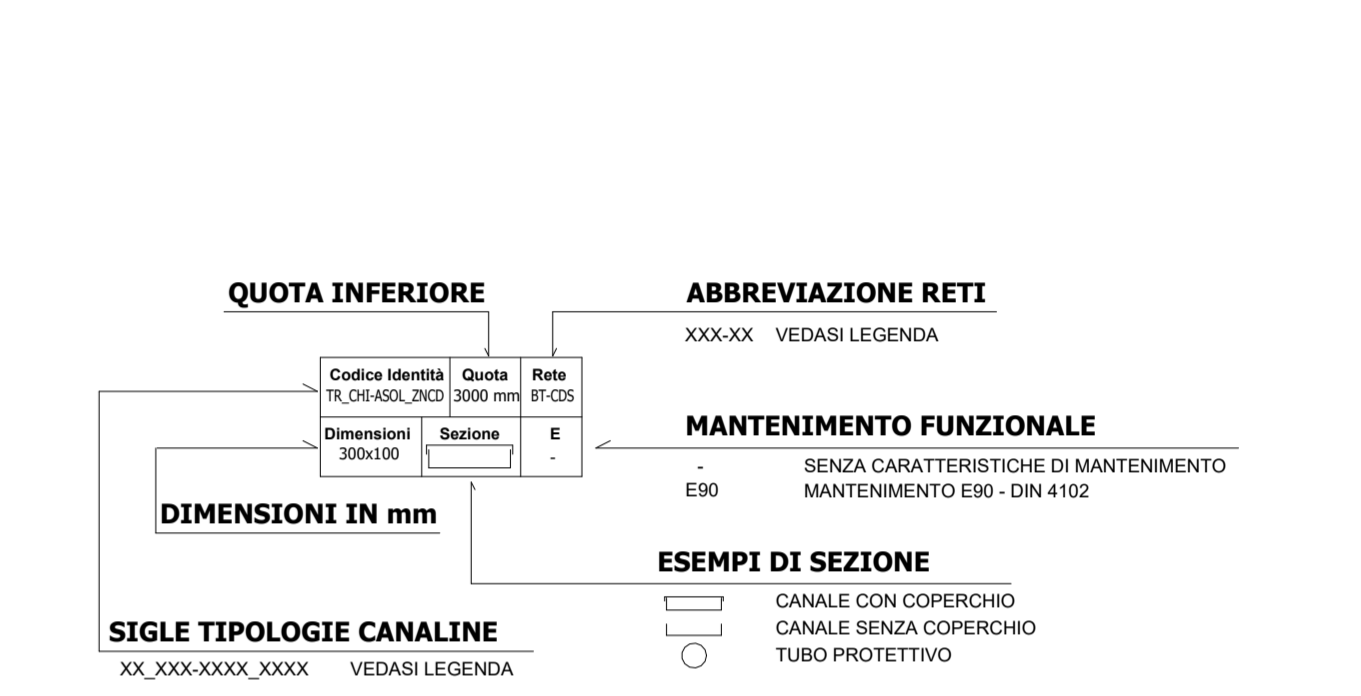 QUOTA INFERIORE
ABBREVIAZIONE RETI
XXX-XX VEDASI LEGENDA
Codice Identità Quota Rete
TR_CHI-ASOL_ZNCD 3000 mm BT-CDS
Dimensioni Sezione E
300x100 -
MANTENIMENTO FUNZIONALE
- SENZA CARATTERISTICHE DI MANTENIMENTO
E90 MANTENIMENTO E90 - DIN 4102
DIMENSIONI IN mm
ESEMPI DI SEZIONE
CANALE CON COPERCHIO
CANALE SENZA COPERCHIO
TUBO PROTETTIVO
SIGLE TIPOLOGIE CANALINE
XX_XXX-XXXX_XXXX VEDASI LEGENDA